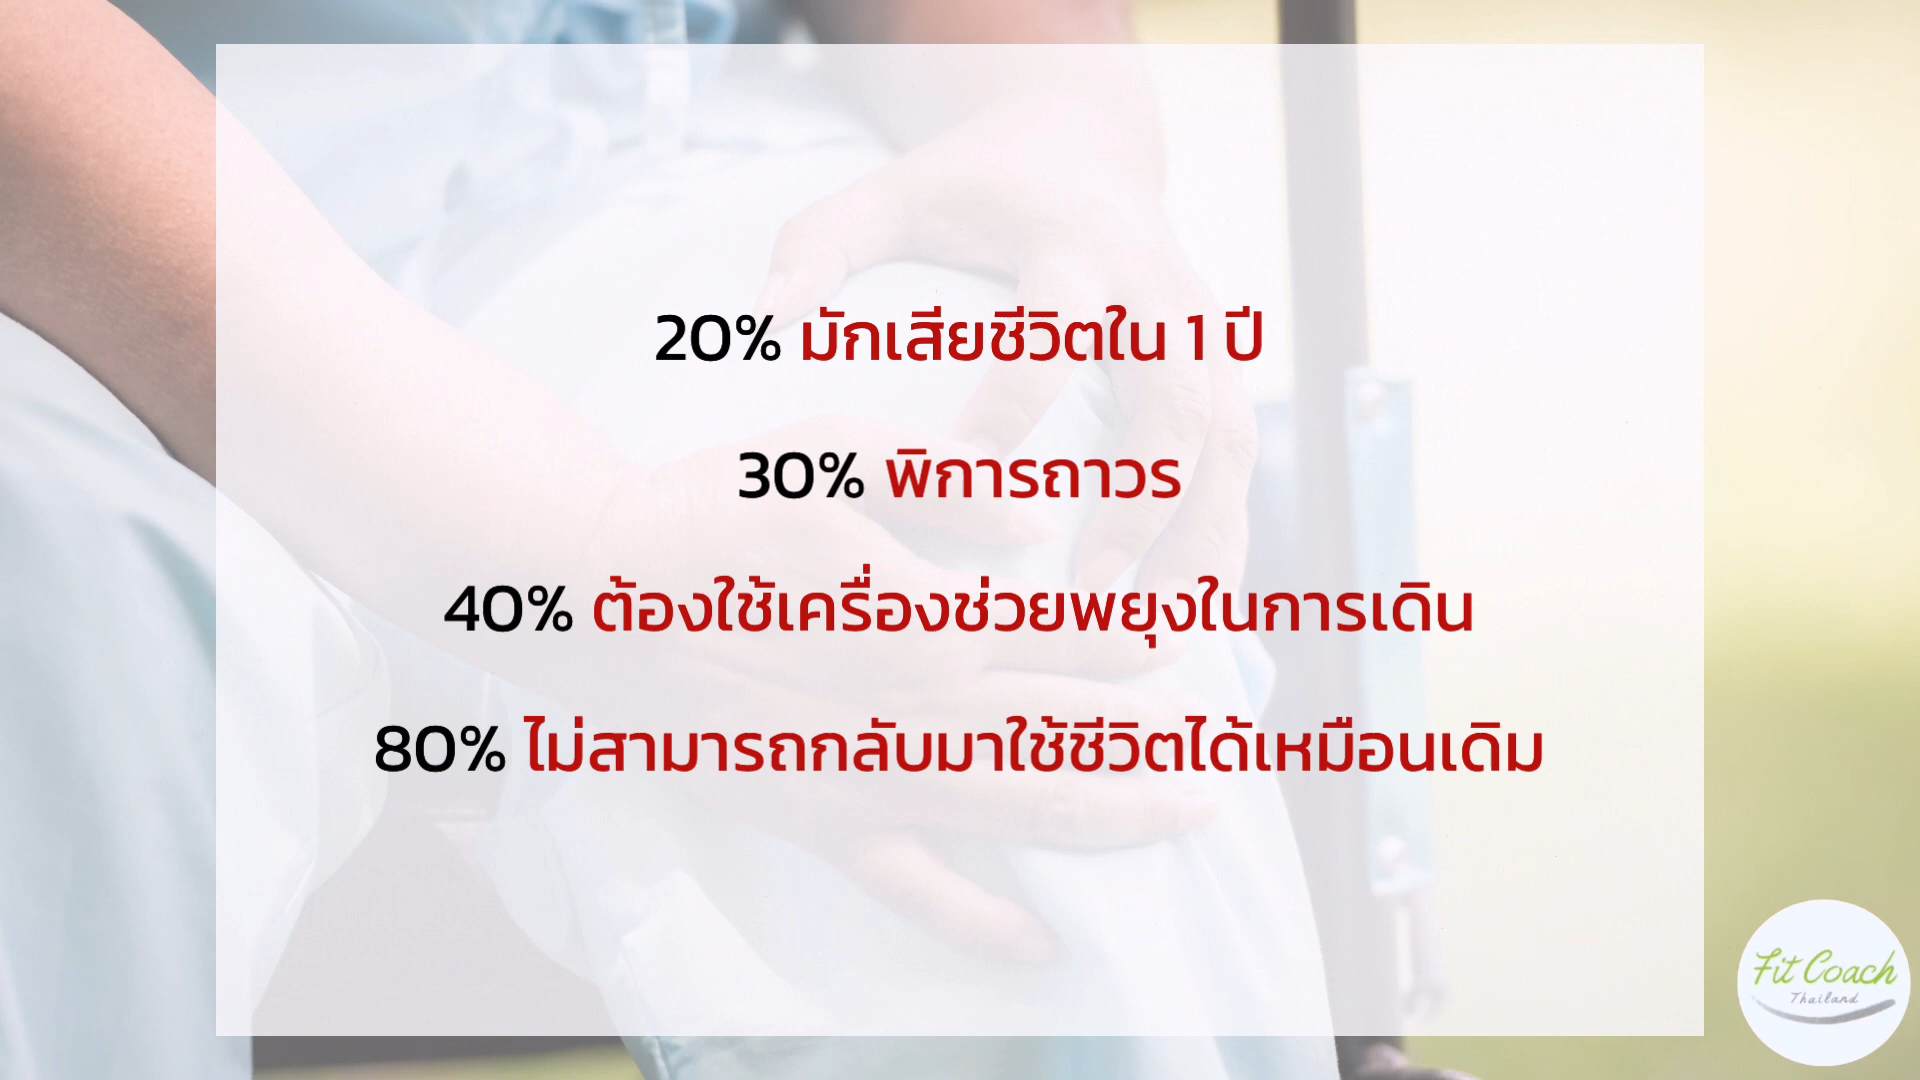 20% มักเสียชีวิตใน 1 ปี
30% พิการถาวร
40% ต้องใช้เครื่องช่วยพยุงในการเดิน
80% ไม่สามารถกลับมาใช้ชีวิตได้เหมือนเดิม
Fit Coach
Thailand